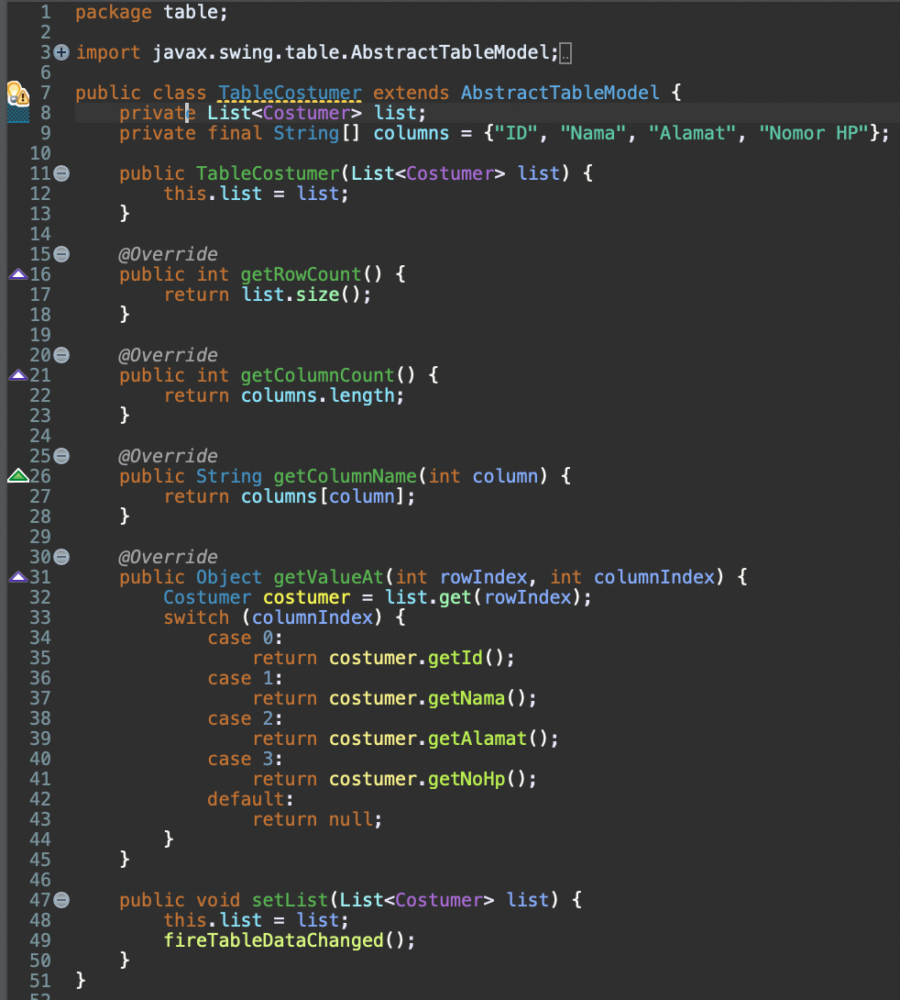 1 package table;
2
3 import javax.swing.table.AbstractTableModel;
6
7 public class TableCostumer extends AbstractTableModel {
8     private List<Costumer> list;
9     private final String[] columns = {"ID", "Nama", "Alamat", "Nomor HP"};
10
11     public TableCostumer(List<Costumer> list) {
12         this.list = list;
13     }
14
15     @Override
16     public int getRowCount() {
17         return list.size();
18     }
19
20     @Override
21     public int getColumnCount() {
22         return columns.length;
23     }
24
25     @Override
26     public String getColumnName(int column) {
27         return columns[column];
28     }
29
30     @Override
31     public Object getValueAt(int rowIndex, int columnIndex) {
32         Costumer costumer = list.get(rowIndex);
33         switch (columnIndex) {
34             case 0:
35                 return costumer.getId();
36             case 1:
37                 return costumer.getNama();
38             case 2:
39                 return costumer.getAlamat();
40             case 3:
41                 return costumer.getNoHp();
42             default:
43                 return null;
44         }
45     }
46
47     public void setList(List<Costumer> list) {
48         this.list = list;
49         fireTableDataChanged();
50     }
51 }
52